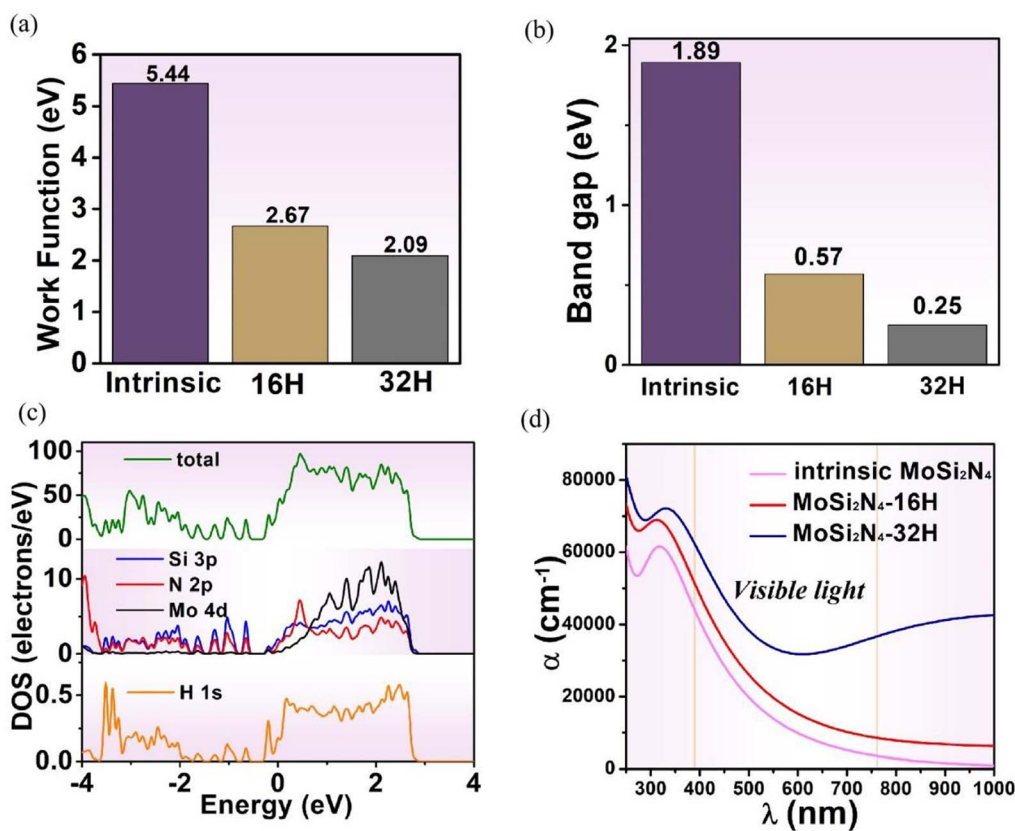 (a)
Work Function (eV)
6
5
4
3
2
1
0
5.44
2.67
2.09
Intrinsic 16H 32H
(b)
Band gap (eV)
2
1
0
1.89
0.57
0.25
Intrinsic 16H 32H
(c)
DOS (electrons/eV)
100
50
0
total
10
0
Si 3p
N 2p
Mo 4d
0.5
0.0
H 1s
-4 -2 0 2 4
Energy (eV)
(d)
α (cm⁻¹)
80000
60000
40000
20000
0
intrinsic MoSi₂N₄
MoSi₂N₄-16H
MoSi₂N₄-32H
Visible light
300 400 500 600 700 800 900 1000
λ (nm)